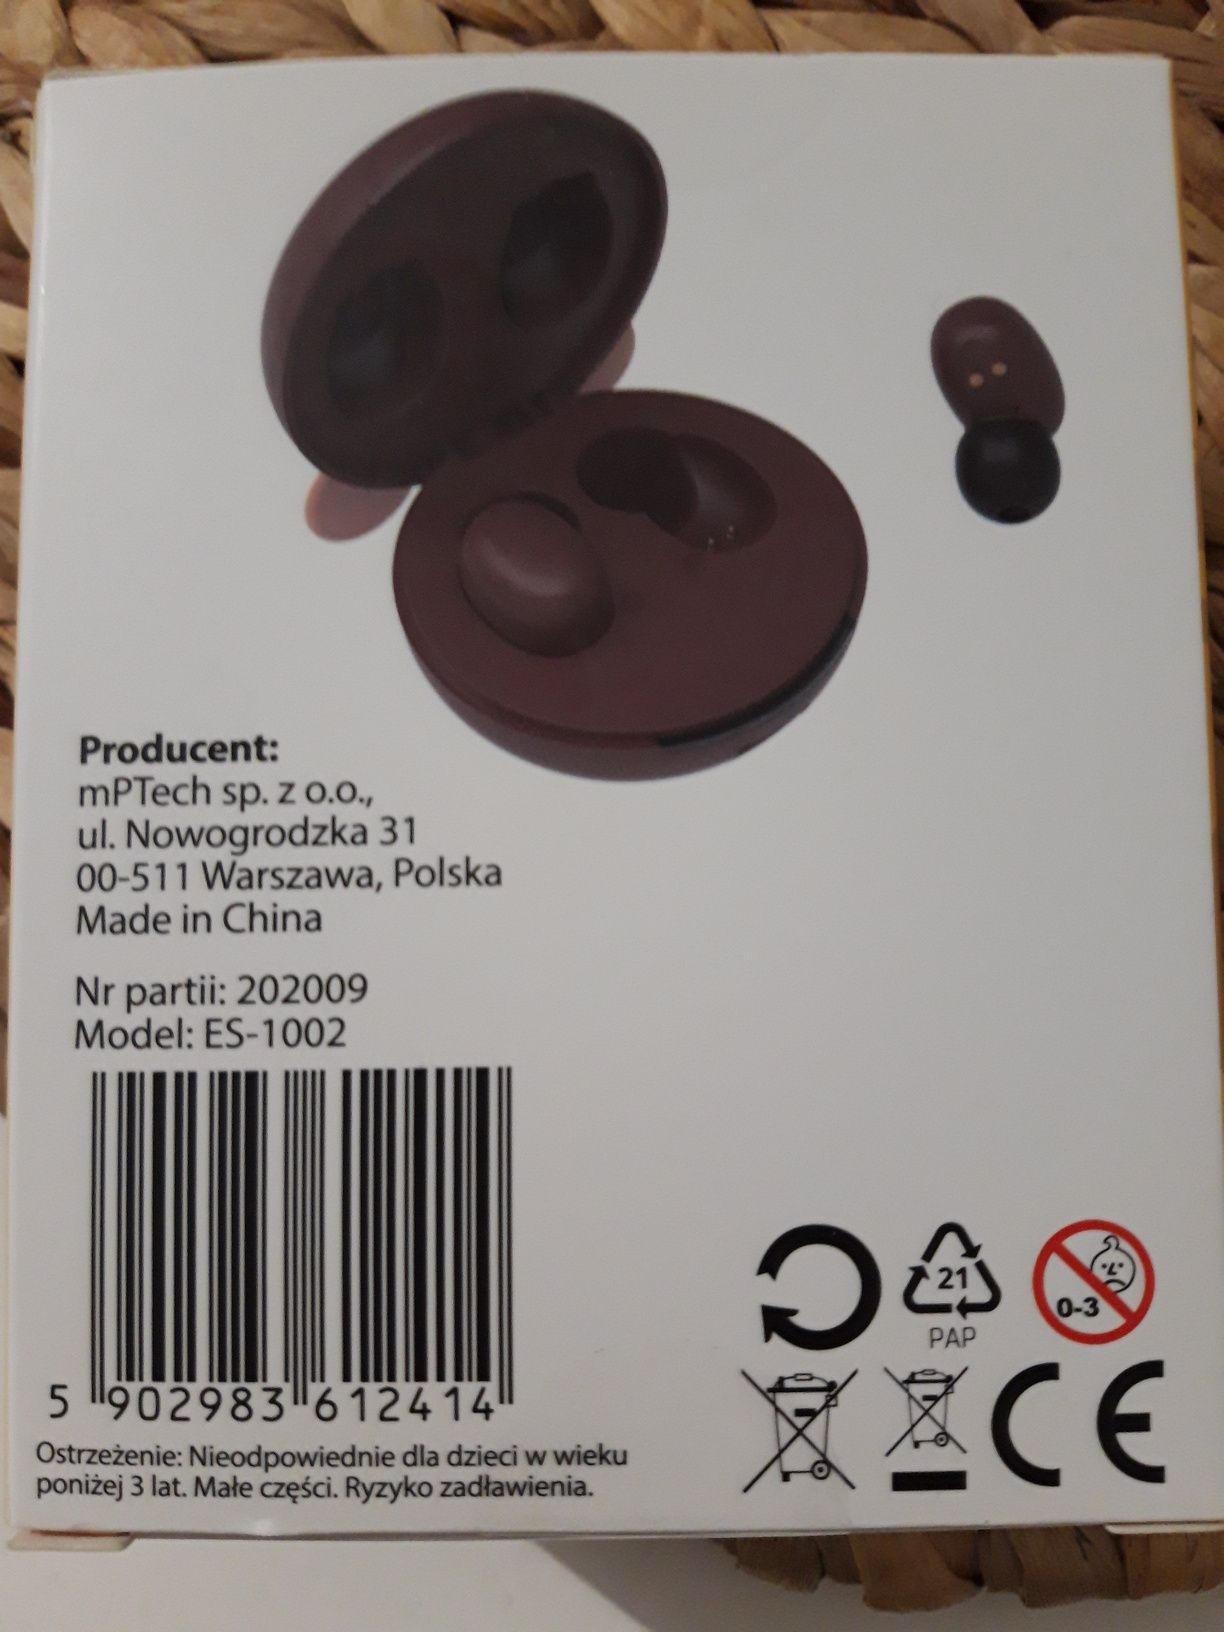 Producent:
mPTech sp. z o.o.,
ul. Nowogrodzka 31
00-511 Warszawa, Polska
Made in China
Nr partii: 202009
Model: ES-1002
5 902983 612414
Ostrzeżenie: Nieodpowiednie dla dzieci w wieku
poniżej 3 lat. Małe części. Ryzyko zadławienia.
21
PAP
0-3
CE